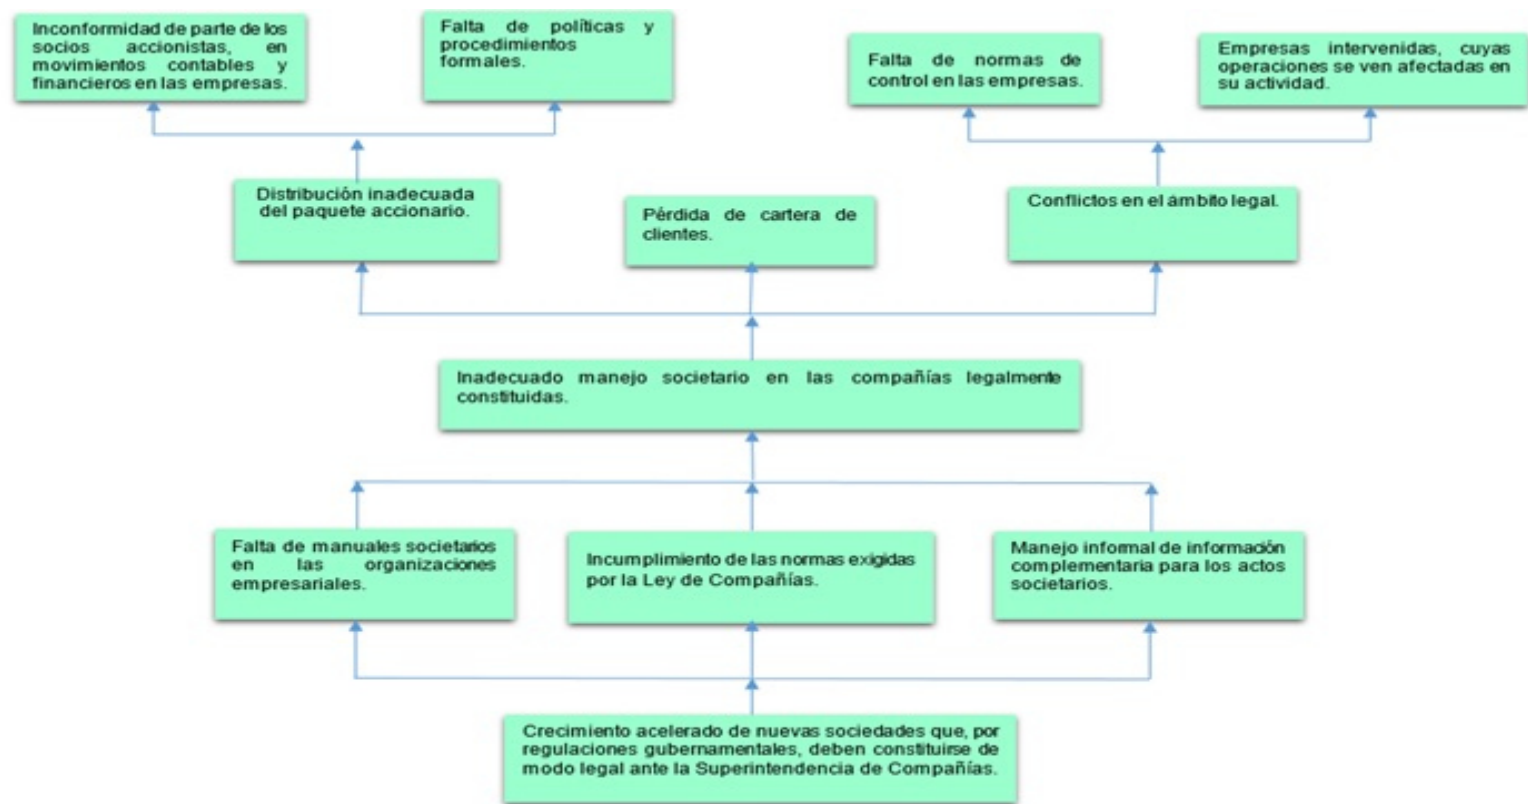 Inconformidad de parte de los
socios accionistas, en
movimientos contables y
financieros en las empresas.
Falta de políticas y
procedimientos
formales.
Falta de normas de
control en las empresas.
Empresas intervenidas, cuyas
operaciones se ven afectadas en
su actividad.
Distribución inadecuada
del paquete accionario.
Pérdida de cartera de
clientes.
Conflictos en el ámbito legal.
Inadecuado manejo societario en las compañías legalmente
constituidas.
Falta de manuales societarios
en las organizaciones
empresariales.
Incumplimiento de las normas exigidas
por la Ley de Compañías.
Manejo informal de información
complementaria para los actos
societarios.
Crecimiento acelerado de nuevas sociedades que, por
regulaciones gubernamentales, deben constituirse de
modo legal ante la Superintendencia de Compañías.